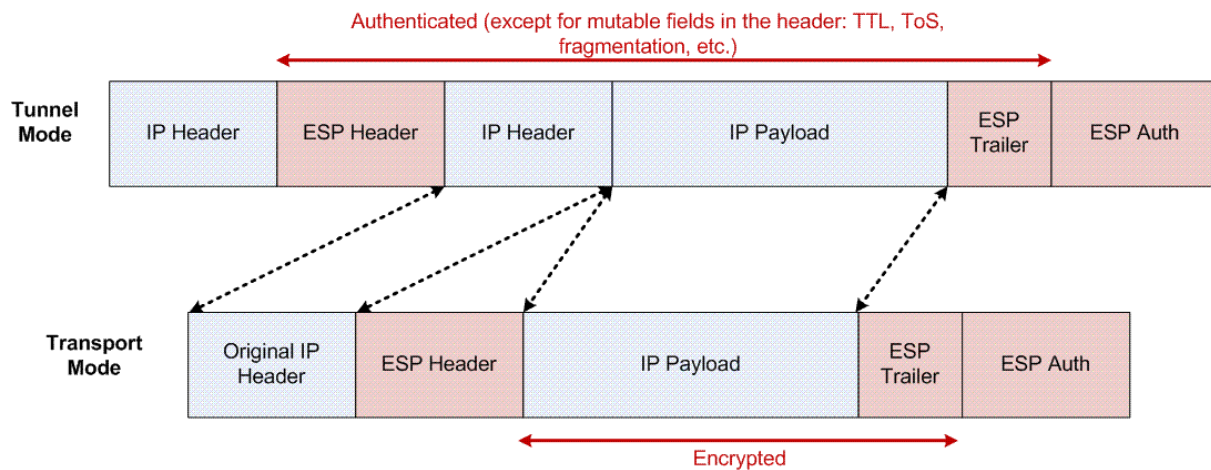 Authenticated (except for mutable fields in the header: TTL, ToS,
fragmentation, etc.)
Tunnel
Mode
IP Header
ESP Header
IP Header
IP Payload
ESP
Trailer
ESP Auth
Transport
Mode
Original IP
Header
ESP Header
IP Payload
ESP
Trailer
ESP Auth
Encrypted